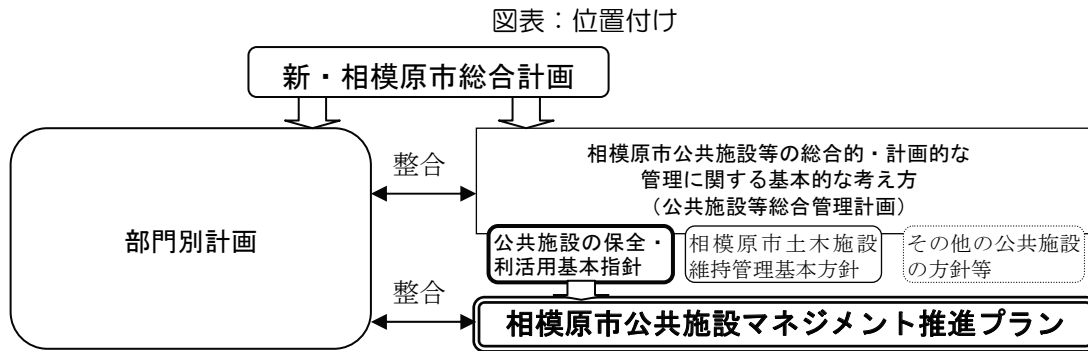 図表：位置付け
新・相模原市総合計画
部門別計画
整合
相模原市公共施設等の総合的・計画的な
管理に関する基本的な考え方
（公共施設等総合管理計画）
公共施設の保全・
利活用基本指針
相模原市土木施設
維持管理基本方針
その他の公共施設
の方針等
整合
相模原市公共施設マネジメント推進プラン